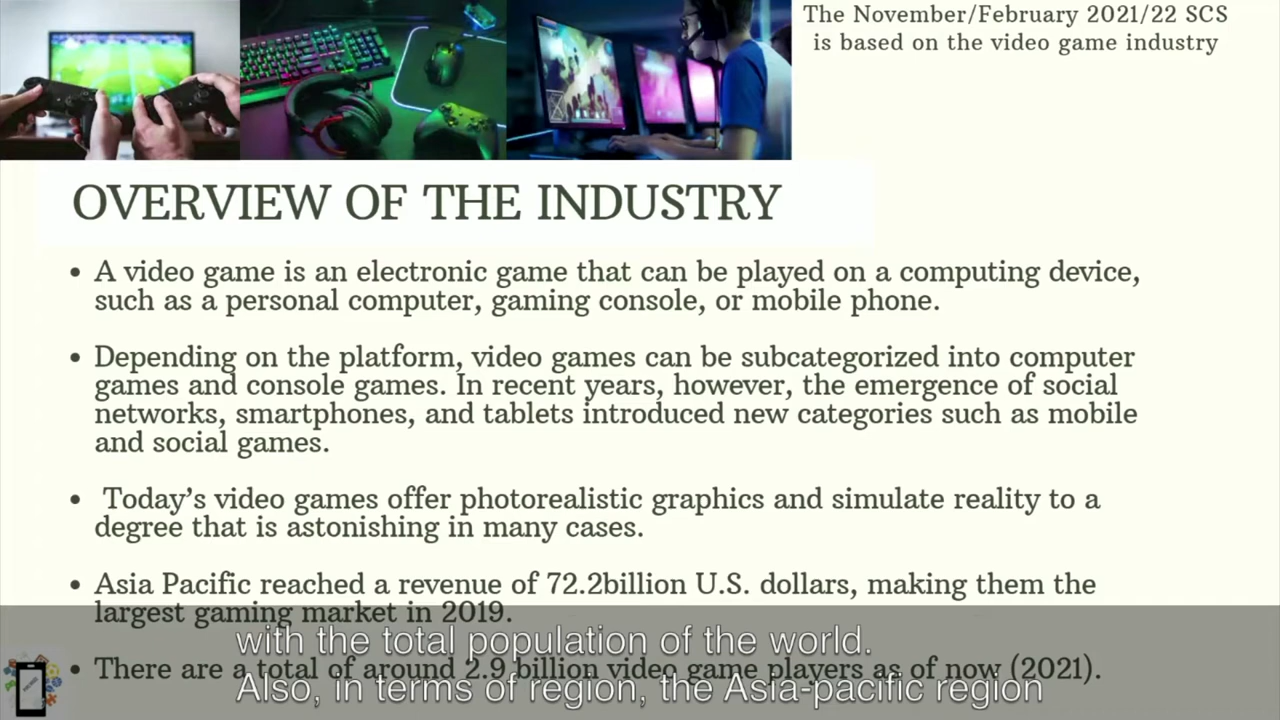 The November/February 2021/22 SCS
is based on the video game industry
OVERVIEW OF THE INDUSTRY
• A video game is an electronic game that can be played on a computing device,
such as a personal computer, gaming console, or mobile phone.
• Depending on the platform, video games can be subcategorized into computer
games and console games. In recent years, however, the emergence of social
networks, smartphones, and tablets introduced new categories such as mobile
and social games.
• Today’s video games offer photorealistic graphics and simulate reality to a
degree that is astonishing in many cases.
• Asia Pacific reached a revenue of 72.2billion U.S. dollars, making them the
largest gaming market in 2019.
with the total population of the world.
• There are a total of around 2.9 billion video game players as of now (2021).
Also, in terms of region, the Asia-pacific region